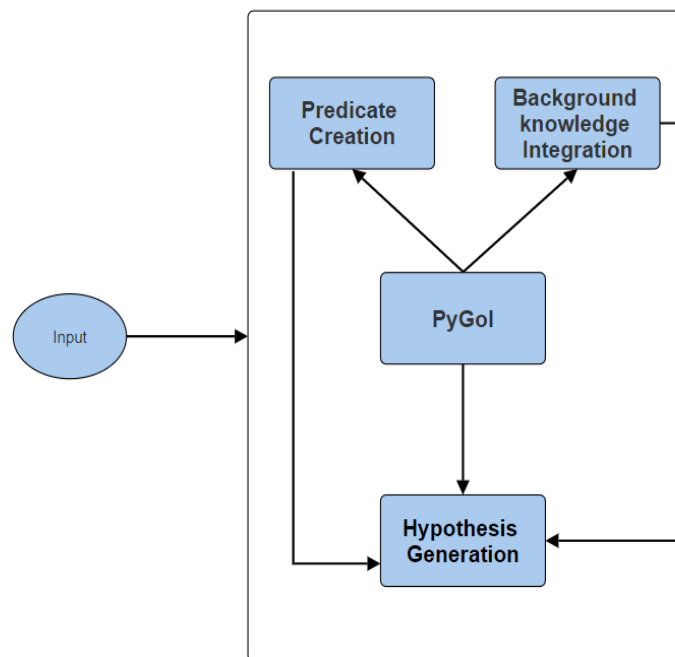 Predicate
Creation
Background
knowledge
Integration
Input
PyGol
Hypothesis
Generation